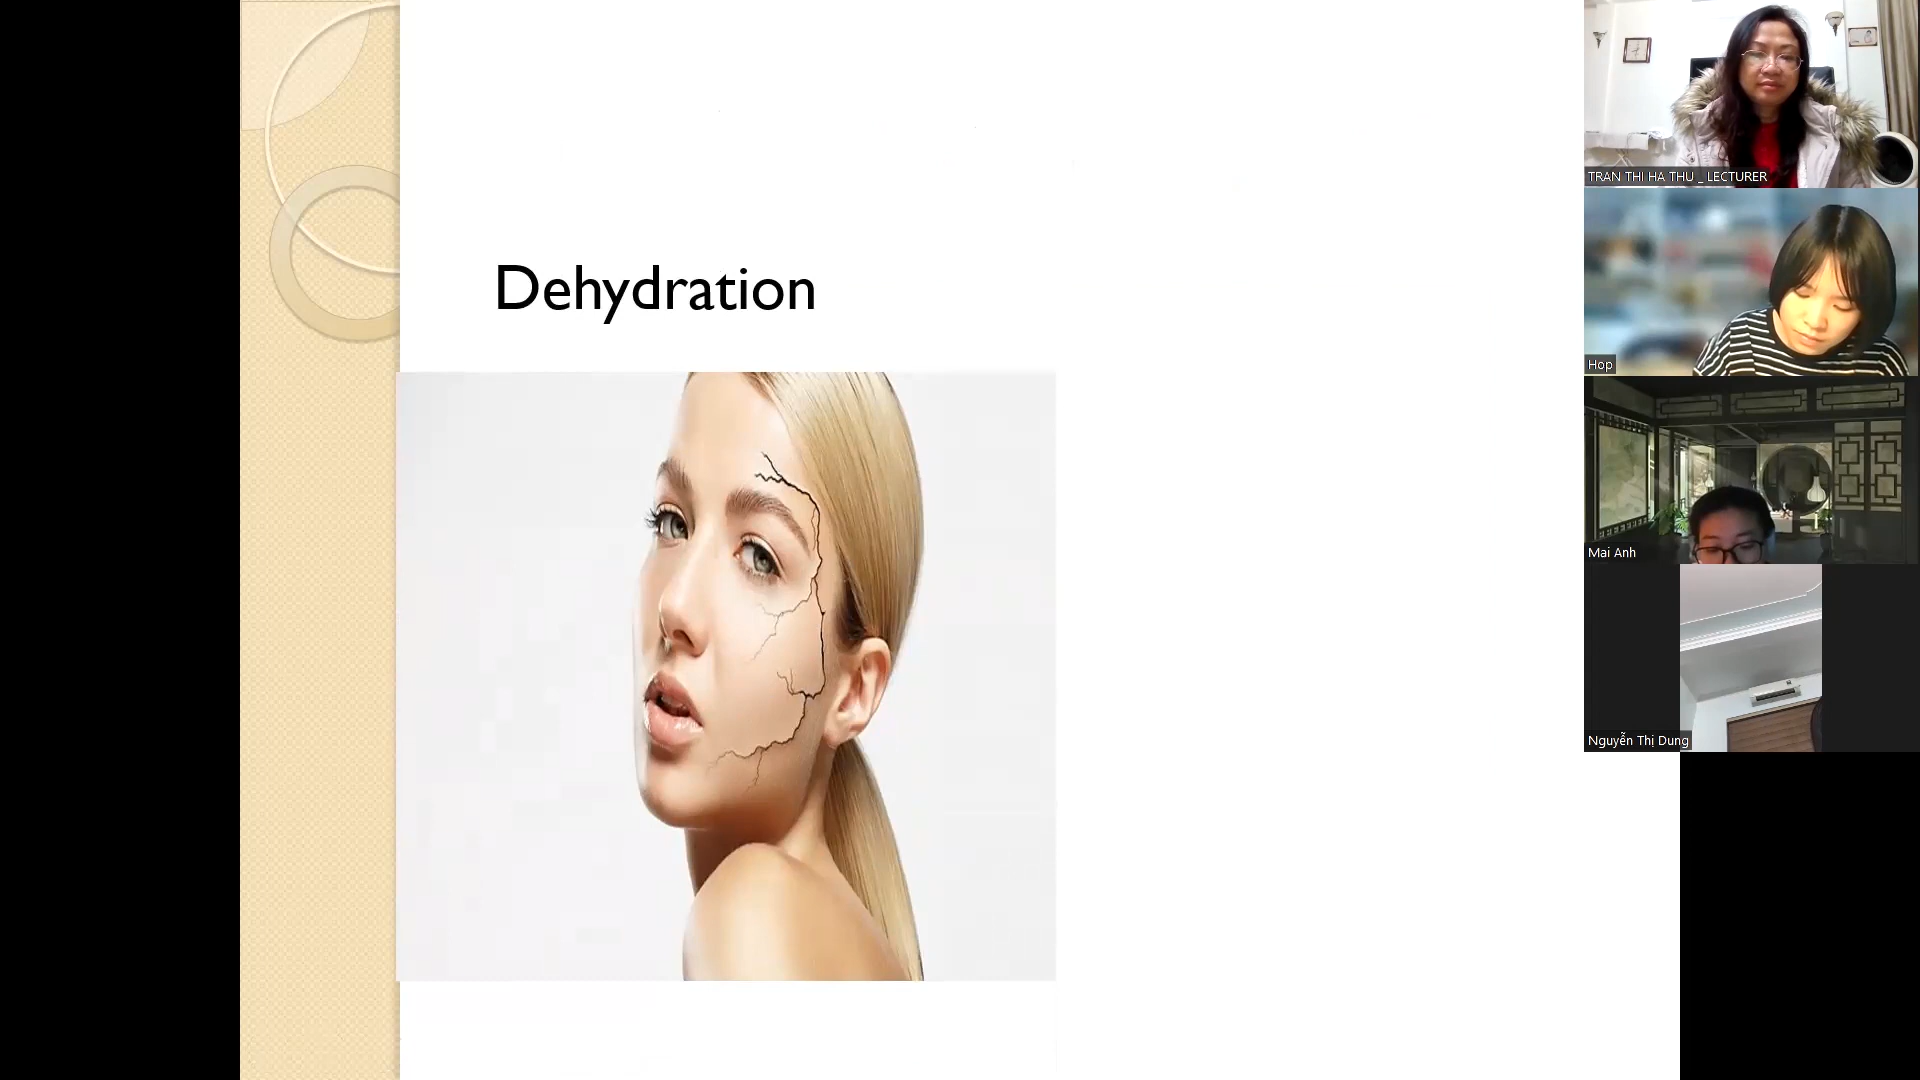 Dehydration
TRAN THI HA THU _ LECTURER
Hop
Mai Anh
Nguyễn Thị Dung